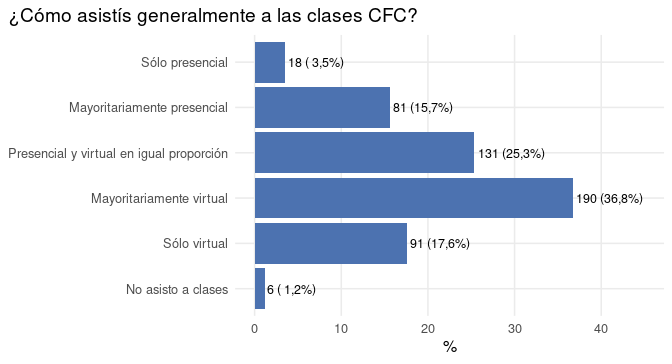 ¿Cómo asistís generalmente a las clases CFC?
Sólo presencial 18 ( 3,5%)
Mayoritariamente presencial 81 (15,7%)
Presencial y virtual en igual proporción 131 (25,3%)
Mayoritariamente virtual 190 (36,8%)
Sólo virtual 91 (17,6%)
No asisto a clases 6 ( 1,2%)
0 10 20 30 40
%